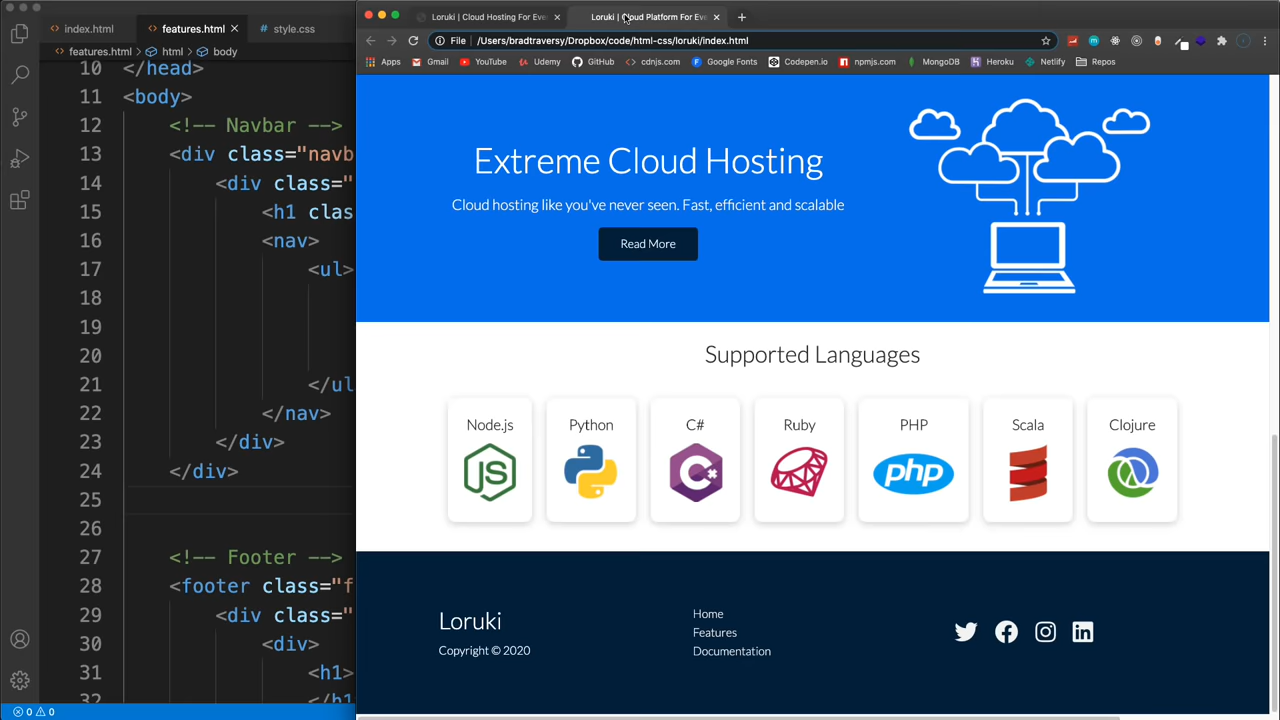 index.html
features.html
style.css
features.html > html > body
10 </head>
11 <body>
12 <!-- Navbar -->
13 <div class="navb
14 <div class="
15 <h1 clas
16 <nav>
17 <ul>
18
19
20
21 </ul
22 </nav>
23 </div>
24 </div>
25
26
27 <!-- Footer -->
28 <footer class="f
29 <div class="
30 <div>
31 <h1>
32
0 0
Loruki | Cloud Hosting For Eve
Loruki | Cloud Platform For Eve
File /Users/bradtraversy/Dropbox/code/html-css/loruki/index.html
Apps Gmail YouTube Udemy GitHub cdnjs.com Google Fonts Codepen.io npmjs.com MongoDB Heroku Netlify Repos
Extreme Cloud Hosting
Cloud hosting like you've never seen. Fast, efficient and scalable
Read More
Supported Languages
Node.js Python C# Ruby PHP Scala Clojure
JS
C
php
Loruki
Copyright © 2020
Home
Features
Documentation